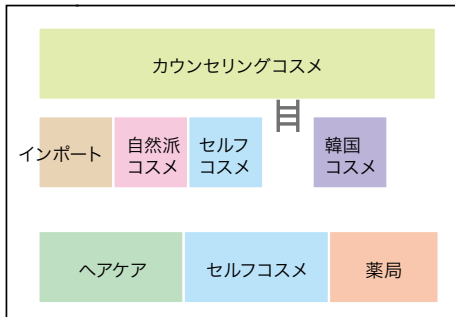 カウンセリングコスメ
インポート
自然派
コスメ
セルフ
コスメ
韓国
コスメ
ヘアケア
セルフコスメ
薬局